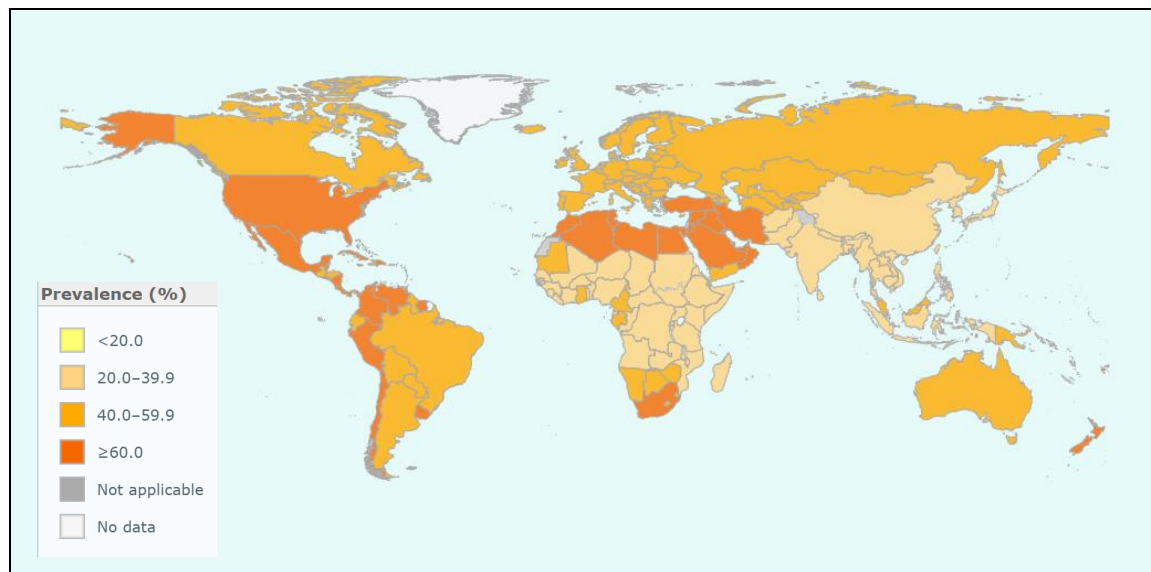 Prevalence (%)
<20.0
20.0–39.9
40.0–59.9
≥60.0
Not applicable
No data